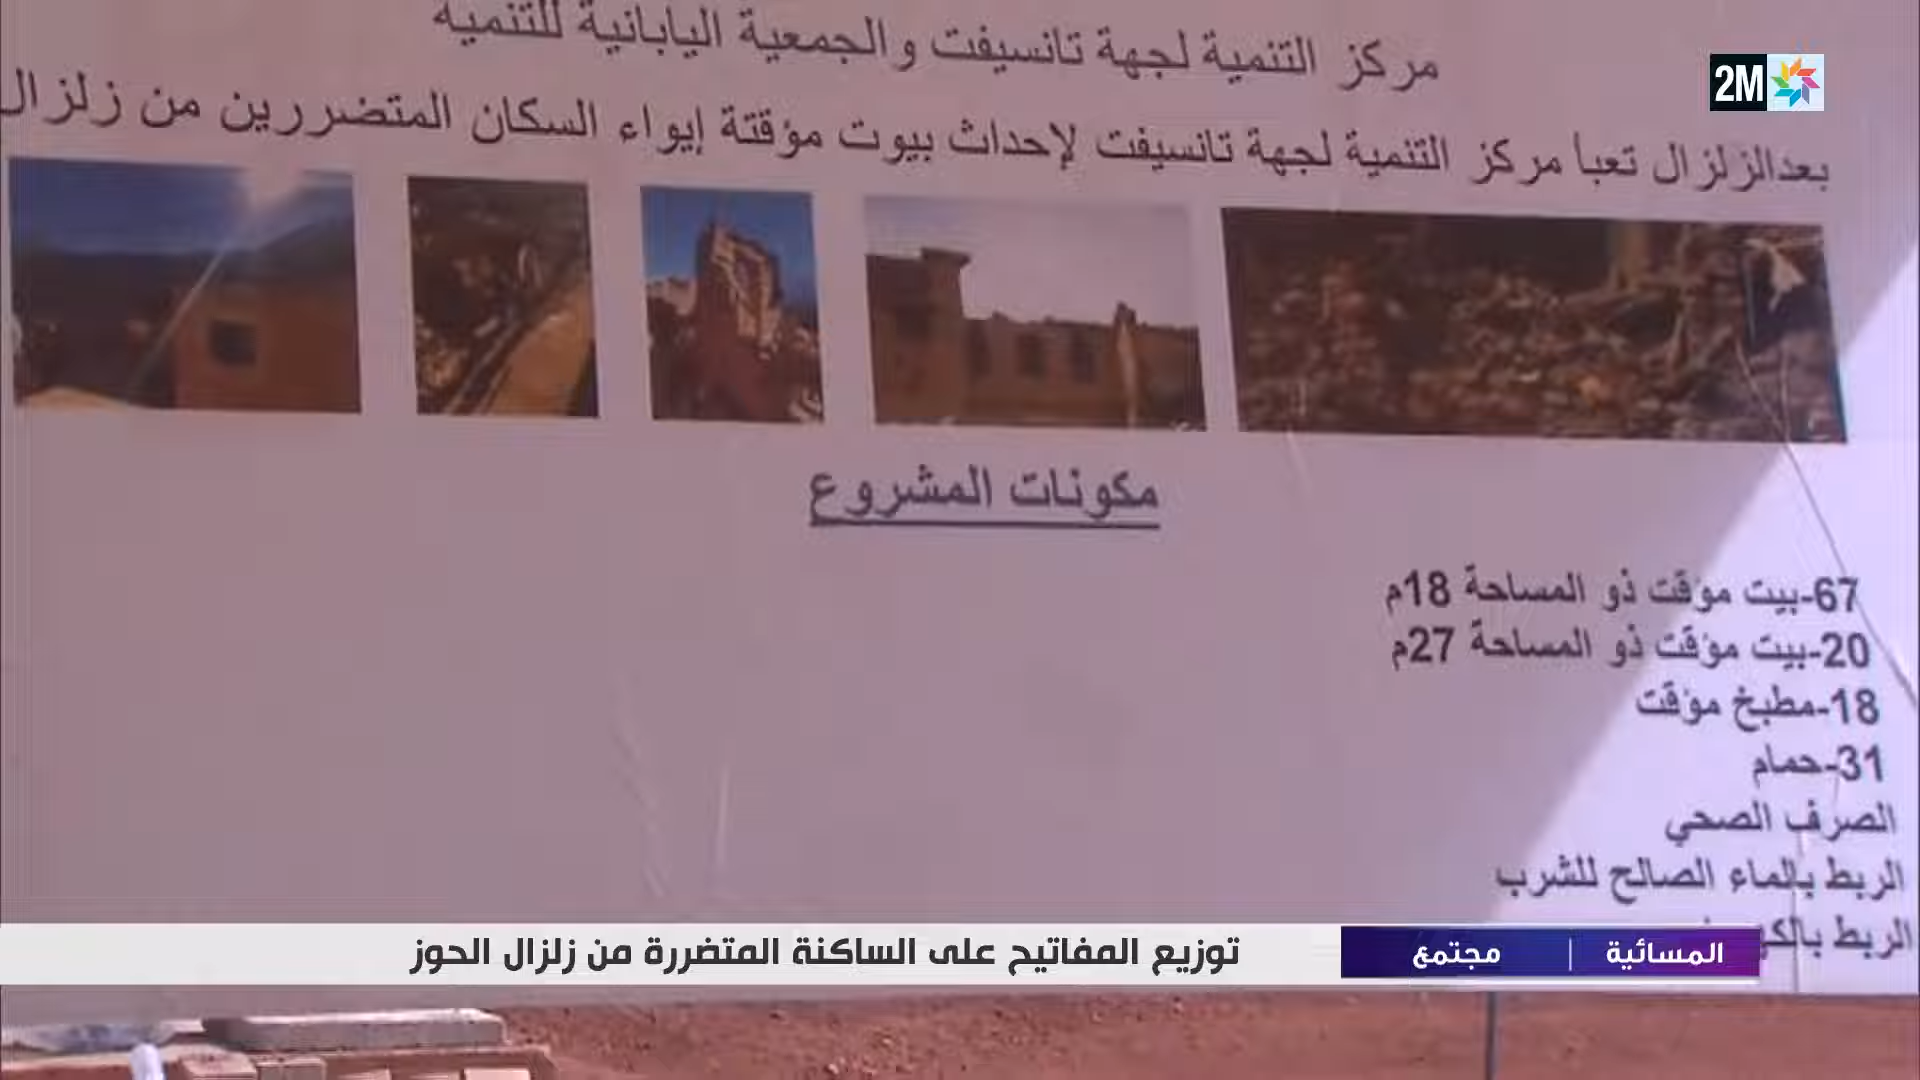 مركز التنمية لجهة تانسيفت والجمعية اليابانية للتنمية
2M
بعدالزلزال تعبأ مركز التنمية لجهة تانسيفت لإحداث بيوت مؤقتة إيواء السكان المتضررين من زلزال
مكونات المشروع
67-بيت مؤقت ذو المساحة 18م
20-بيت مؤقت ذو المساحة 27م
18-مطبخ مؤقت
31-حمام
الصرف الصحي
الربط بالماء الصالح للشرب
الربط
المسائية | مجتمع
توزيع المفاتيح على الساكنة المتضررة من زلزال الحوز